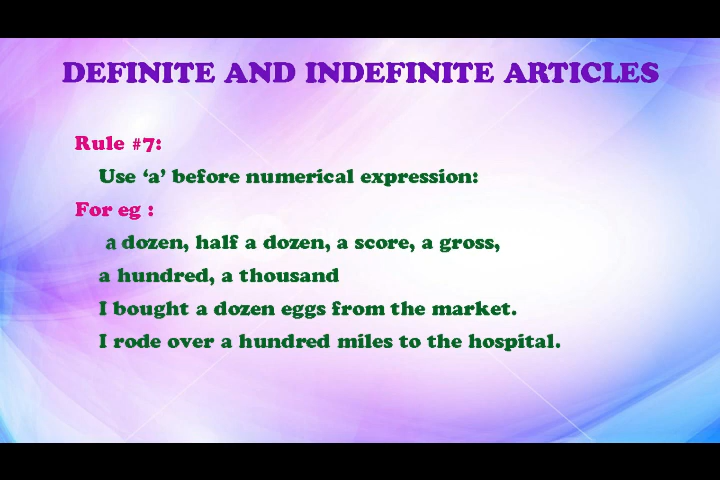 DEFINITE AND INDEFINITE ARTICLES
Rule #7:
Use ‘a’ before numerical expression:
For eg :
a dozen, half a dozen, a score, a gross,
a hundred, a thousand
I bought a dozen eggs from the market.
I rode over a hundred miles to the hospital.